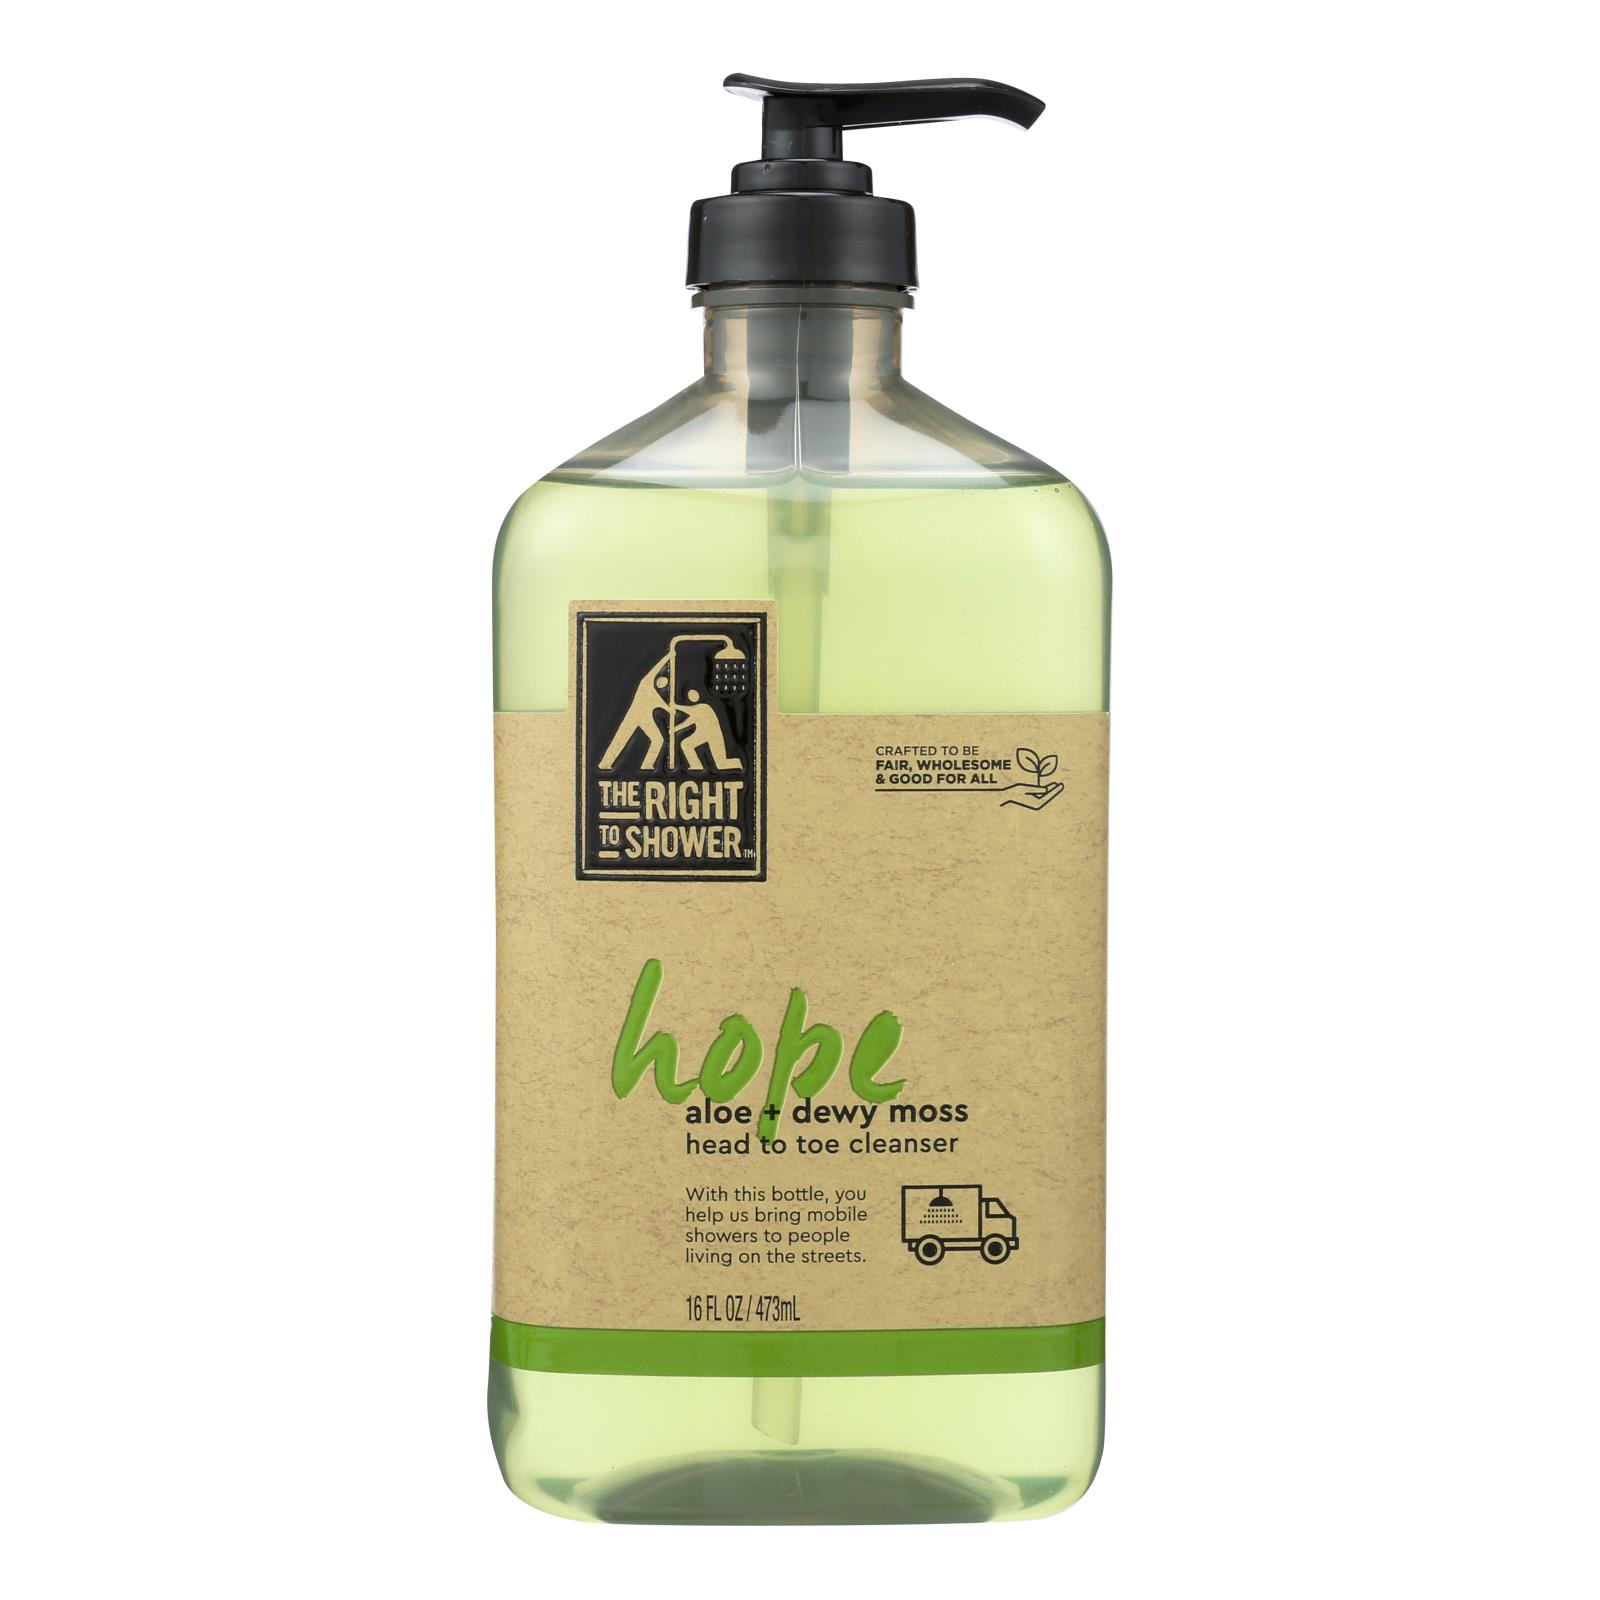 THE RIGHT
TO SHOWER™
CRAFTED TO BE
FAIR, WHOLESOME
& GOOD FOR ALL
hope
aloe + dewy moss
head to toe cleanser
With this bottle, you
help us bring mobile
showers to people
living on the streets.
16 FL OZ / 473mL